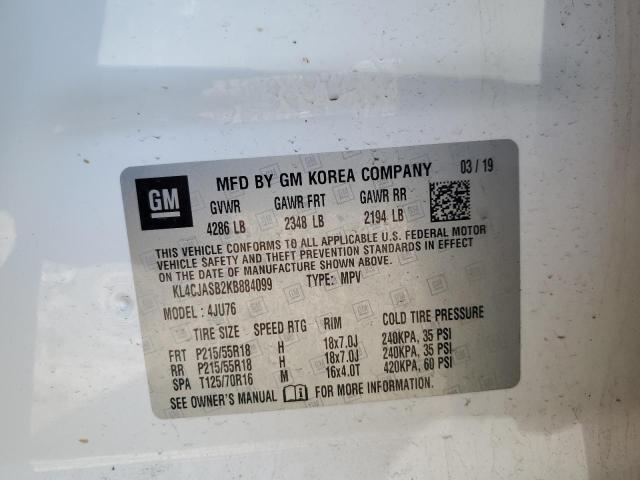 GM
MFD BY GM KOREA COMPANY 03 / 19
GVWR GAWR FRT GAWR RR
4286 LB 2348 LB 2194 LB
THIS VEHICLE CONFORMS TO ALL APPLICABLE U.S. FEDERAL MOTOR
VEHICLE SAFETY AND THEFT PREVENTION STANDARDS IN EFFECT
ON THE DATE OF MANUFACTURE SHOWN ABOVE.
KL4CJASB2KB884099 TYPE: MPV
MODEL: 4JU76
TIRE SIZE SPEED RTG RIM COLD TIRE PRESSURE
FRT P215/55R18 H 18x7.0J 240KPA, 35 PSI
RR P215/55R18 H 18x7.0J 240KPA, 35 PSI
SPA T125/70R16 M 16x4.0T 420KPA, 60 PSI
SEE OWNER'S MANUAL FOR MORE INFORMATION.